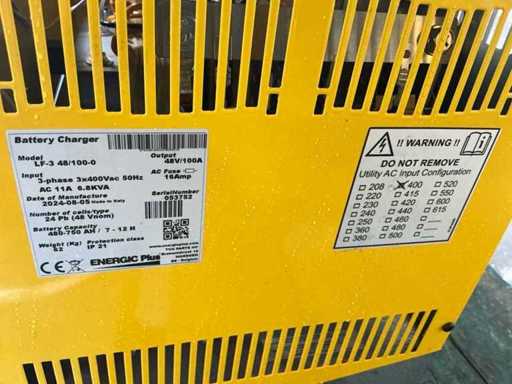 Battery Charger
Model Output
LF-3 48/100-0 48V/100A
Input AC Fuse
3-phase 3x400Vac 50Hz 16Amp
AC 11A 6.8KVA
Date of Manufacture SerialNumber
2024-08-05 Made in Italy 053752
Number of cells-type
24 Pb (48 Vnom)
Battery Capacity
480-750 AH / 7 - 12 H
Weight (Kg) Protection class
52 IP 21
CE ENERGIC Plus
!! WARNING !!
DO NOT REMOVE
Utility AC Input Configuration
208 400 520
220 415 550
230 420 600
240 440 615
250 460
360 480
380 500